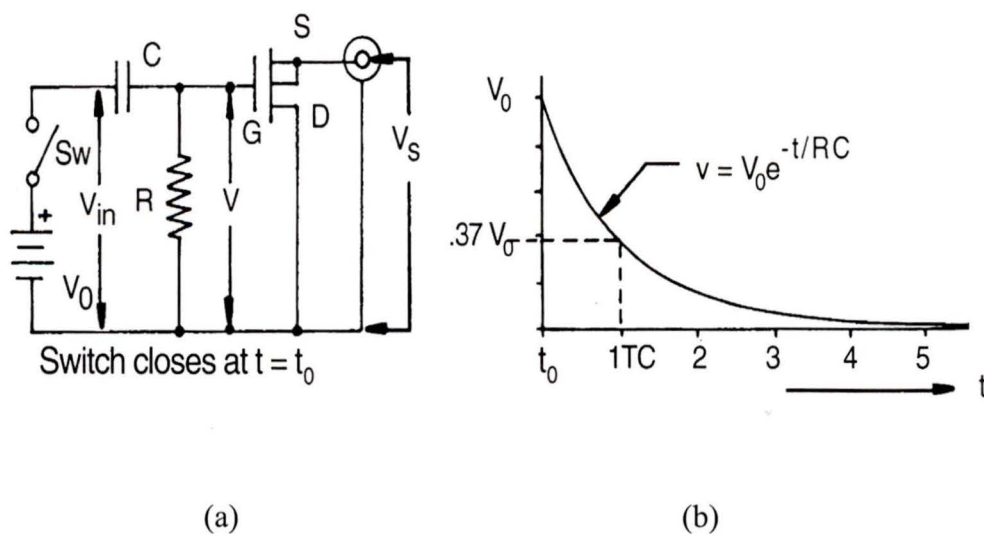 C
S
G
D
Sw
V_in
R
V
V_S
+
V_0
Switch closes at t = t_0
V_0
v = V_0e^-t/RC
.37 V_0
t_0 1TC 2 3 4 5
t
(a) (b)